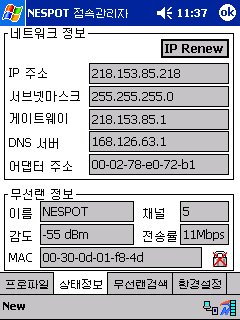 NESPOT 접속관리자 11:37 ok
네트워크 정보
IP Renew
IP 주소 218.153.85.218
서브넷마스크 255.255.255.0
게이트웨이 218.153.85.1
DNS 서버 168.126.63.1
어댑터 주소 00-02-78-e0-72-b1
무선랜 정보
이름 NESPOT 채널 5
감도 -55 dBm 전송률 11Mbps
MAC 00-30-0d-01-f8-4d
프로파일 상태정보 무선랜검색 환경설정
New